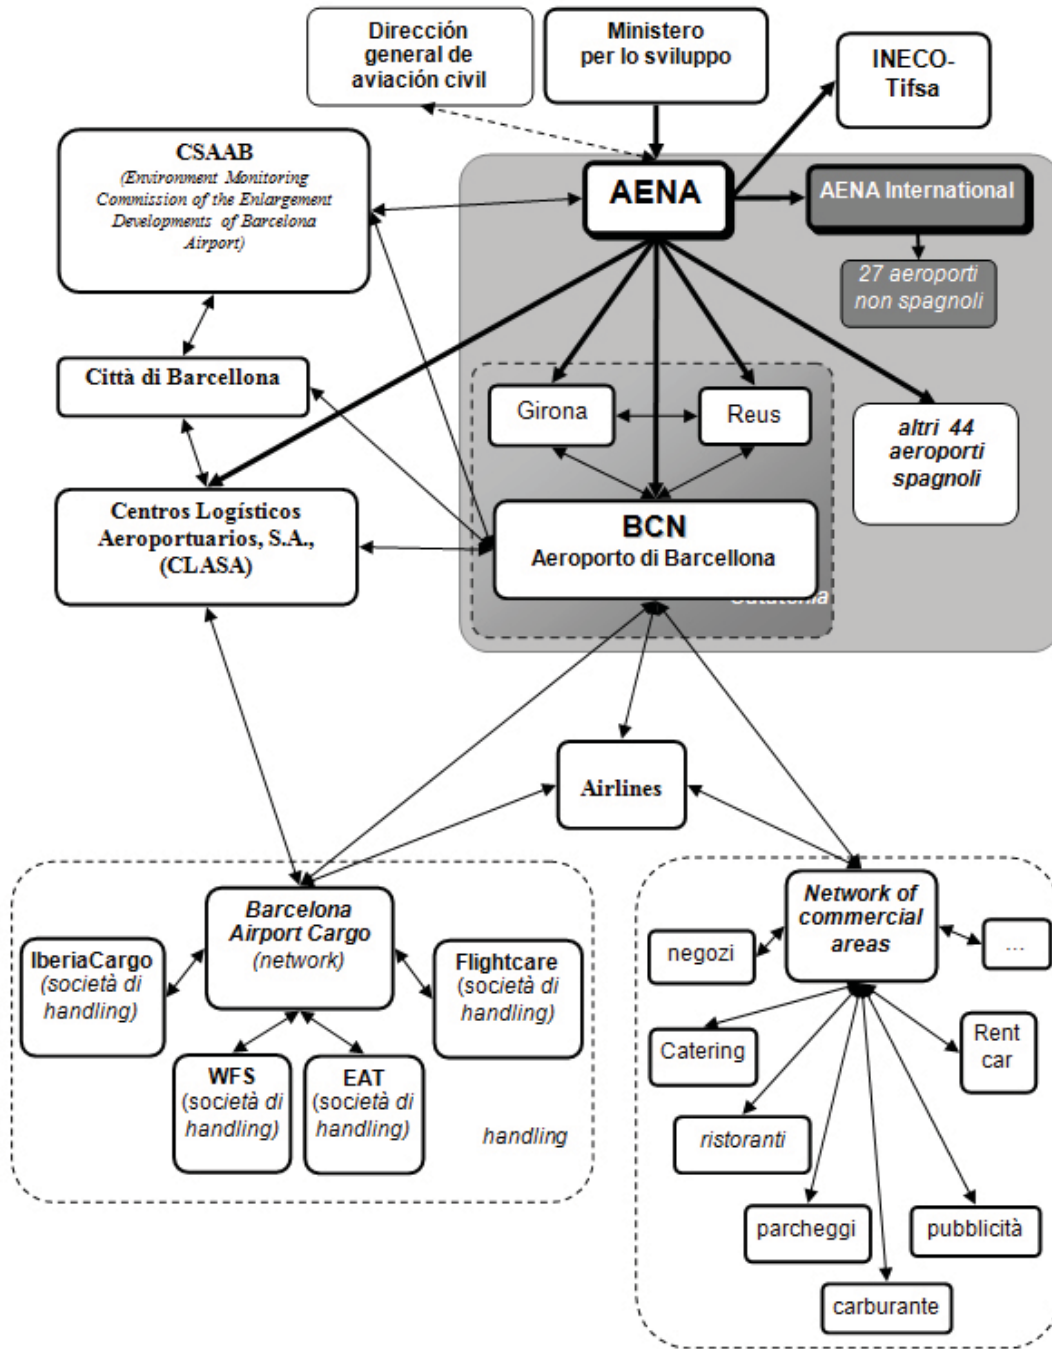 Dirección
general de
aviación civil
Ministero
per lo sviluppo
INECO-
Tifsa
CSAAB
(Environment Monitoring
Commission of the Enlargement
Developments of Barcelona
Airport)
AENA
AENA International
27 aeroporti
non spagnoli
Città di Barcellona
Girona
Reus
altri 44
aeroporti
spagnoli
Centros Logísticos
Aeroportuarios, S.A.,
(CLASA)
BCN
Aeroporto di Barcellona
Airlines
Barcelona
Airport Cargo
(network)
IberiaCargo
(società di
handling)
Flightcare
(società di
handling)
WFS
(società di
handling)
EAT
(società di
handling)
handling
Network of
commercial
areas
negozi
...
Catering
Rent
car
ristoranti
parcheggi
pubblicità
carburante